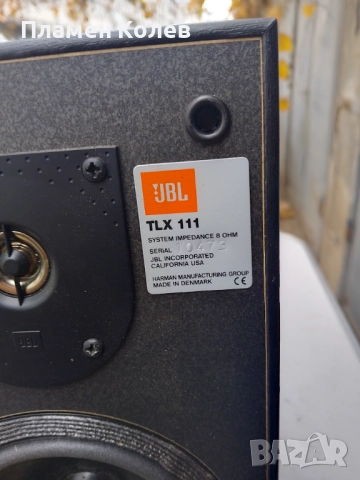 Пламен Колев
JBL
TLX 111
SYSTEM IMPEDANCE 8 OHM
SERIAL
JBL INCORPORATED
CALIFORNIA USA
HARMAN MANUFACTURING GROUP
MADE IN DENMARK
CE
JBL
bazar